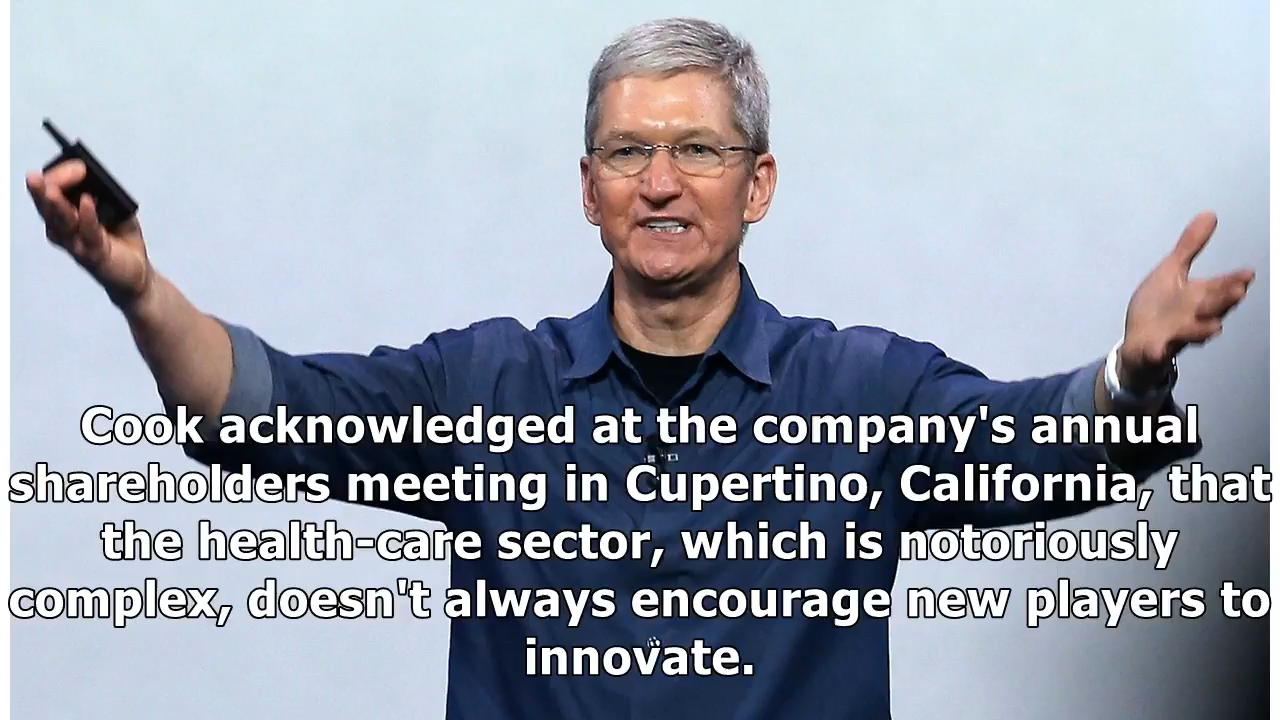 Cook acknowledged at the company's annual
shareholders meeting in Cupertino, California, that
the health-care sector, which is notoriously
complex, doesn't always encourage new players to
innovate.